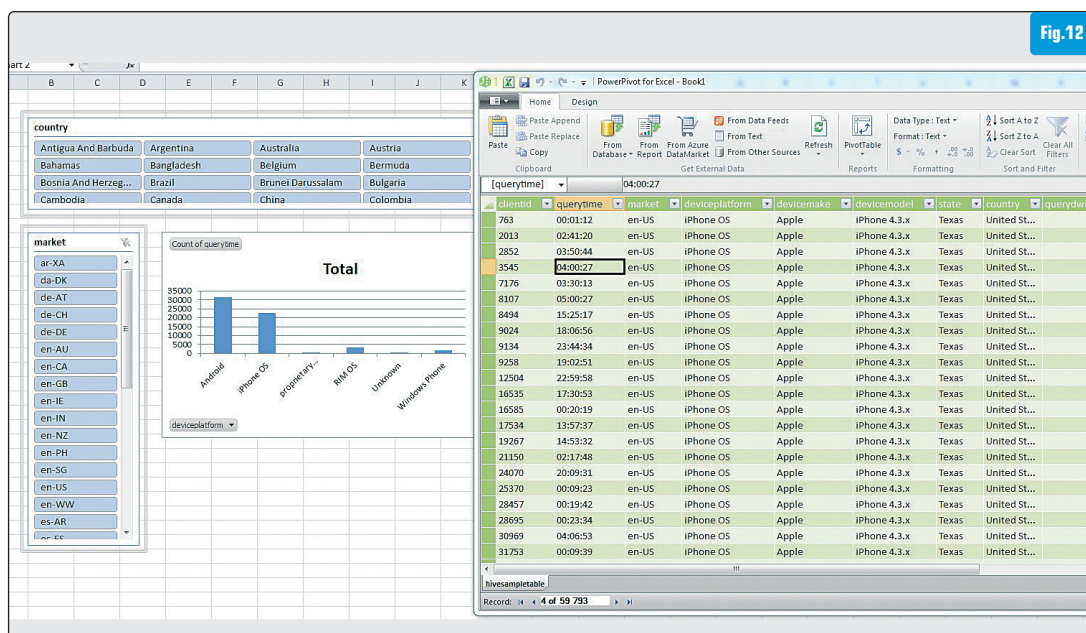 Fig.12
art 2 fx
B C D E F G H I J K
country
Antigua And Barbuda Argentina Australia Austria
Bahamas Bangladesh Belgium Bermuda
Bosnia And Herzeg... Brazil Brunei Darussalam Bulgaria
Cambodia Canada China Colombia
market
ar-XA
da-DK
de-AT
de-CH
de-DE
en-AU
en-CA
en-GB
en-IE
en-IN
en-NZ
en-PH
en-SG
en-US
en-WW
es-AR
es-ES
Count of querytime
Total
35000
30000
25000
20000
15000
10000
5000
0
Android iPhone OS proprietary... RIM OS Unknown Windows Phone
deviceplatform
PowerPivot for Excel - Book1
Home Design
Paste
Paste Append
Paste Replace
Copy
Clipboard
From Database
From Report
From Azure DataMarket
From Data Feeds
From Text
From Other Sources
Get External Data
Refresh
PivotTable
Reports
Data Type : Text
Format : Text
$ - % , .00 .00
Formatting
Sort A to Z
Sort Z to A
Clear Sort
Clear All Filters
Sort and Filter
[querytime] 04:00:27
clientid querytime market deviceplatform devicemake devicemodel state country querydw
763 00:01:12 en-US iPhone OS Apple iPhone 4.3.x Texas United St...
2013 02:41:20 en-US iPhone OS Apple iPhone 4.3.x Texas United St...
2852 03:50:44 en-US iPhone OS Apple iPhone 4.3.x Texas United St...
3545 04:00:27 en-US iPhone OS Apple iPhone 4.3.x Texas United St...
7176 03:30:13 en-US iPhone OS Apple iPhone 4.3.x Texas United St...
8107 05:00:27 en-US iPhone OS Apple iPhone 4.3.x Texas United St...
8494 15:25:17 en-US iPhone OS Apple iPhone 4.3.x Texas United St...
9024 18:06:56 en-US iPhone OS Apple iPhone 4.3.x Texas United St...
9134 23:44:34 en-US iPhone OS Apple iPhone 4.3.x Texas United St...
9258 19:02:51 en-US iPhone OS Apple iPhone 4.3.x Texas United St...
12504 22:59:58 en-US iPhone OS Apple iPhone 4.3.x Texas United St...
16535 17:30:53 en-US iPhone OS Apple iPhone 4.3.x Texas United St...
16585 00:20:19 en-US iPhone OS Apple iPhone 4.3.x Texas United St...
17534 13:57:37 en-US iPhone OS Apple iPhone 4.3.x Texas United St...
19267 14:53:32 en-US iPhone OS Apple iPhone 4.3.x Texas United St...
21150 02:17:48 en-US iPhone OS Apple iPhone 4.3.x Texas United St...
24070 20:09:31 en-US iPhone OS Apple iPhone 4.3.x Texas United St...
25370 00:09:23 en-US iPhone OS Apple iPhone 4.3.x Texas United St...
28457 00:19:42 en-US iPhone OS Apple iPhone 4.3.x Texas United St...
28695 00:23:34 en-US iPhone OS Apple iPhone 4.3.x Texas United St...
30969 04:06:53 en-US iPhone OS Apple iPhone 4.3.x Texas United St...
31753 00:09:39 en-US iPhone OS Apple iPhone 4.3.x Texas United St...
hivesampletable
Record: 4 of 59 793